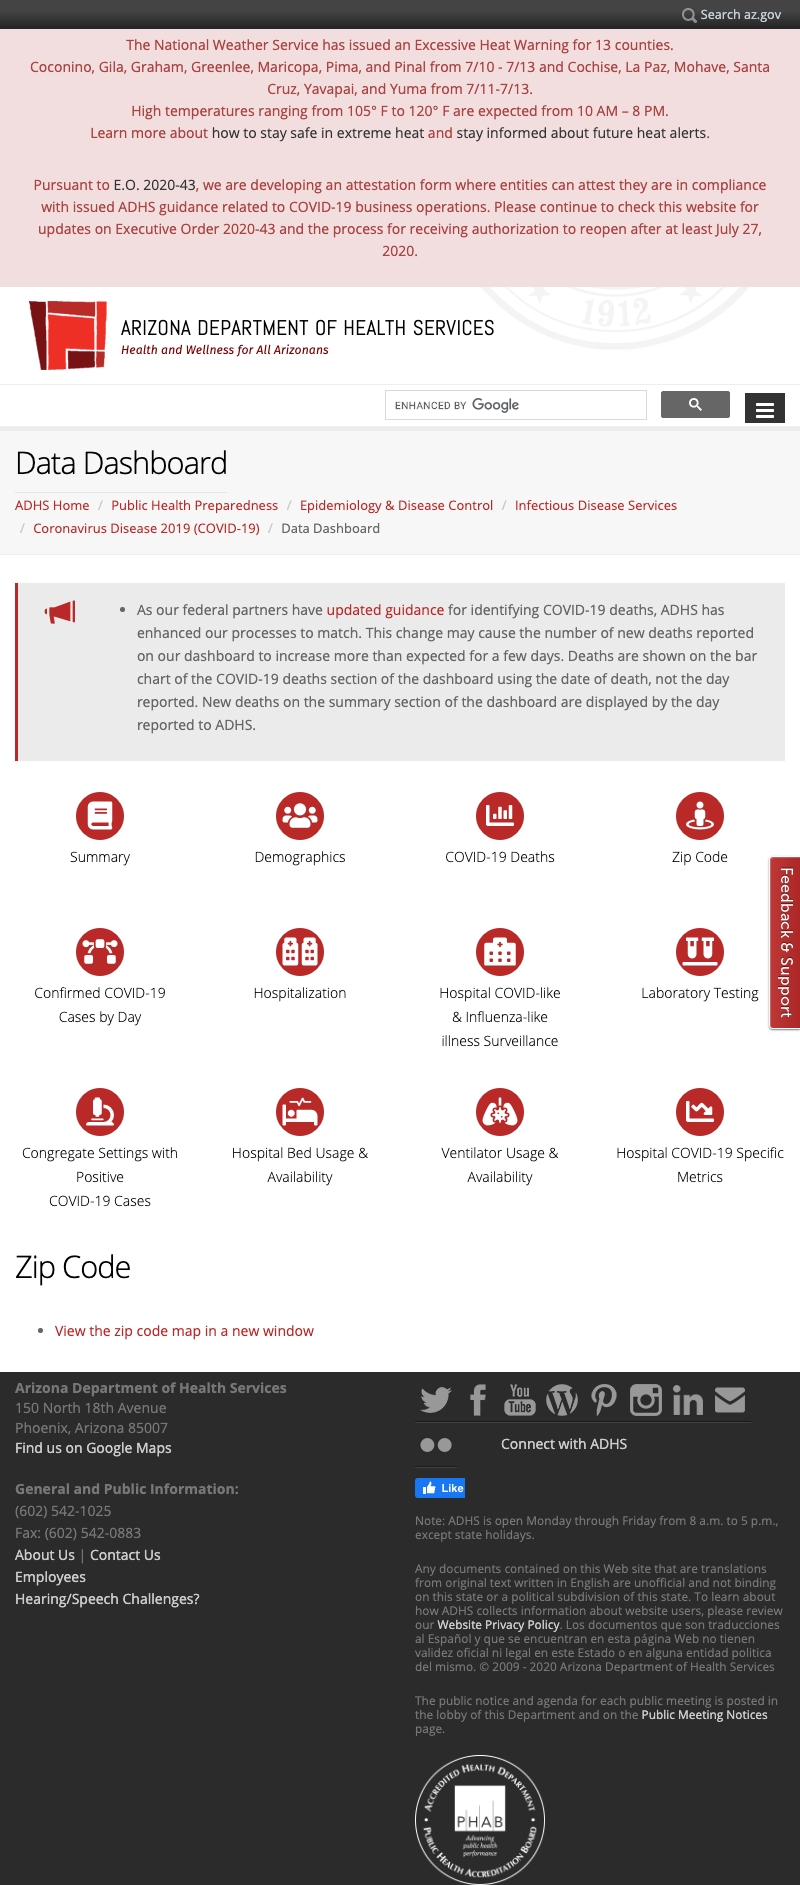 Search az.gov
The National Weather Service has issued an Excessive Heat Warning for 13 counties.
Coconino, Gila, Graham, Greenlee, Maricopa, Pima, and Pinal from 7/10 - 7/13 and Cochise, La Paz, Mohave, Santa
Cruz, Yavapai, and Yuma from 7/11-7/13.
High temperatures ranging from 105° F to 120° F are expected from 10 AM – 8 PM.
Learn more about how to stay safe in extreme heat and stay informed about future heat alerts.
Pursuant to E.O. 2020-43, we are developing an attestation form where entities can attest they are in compliance
with issued ADHS guidance related to COVID-19 business operations. Please continue to check this website for
updates on Executive Order 2020-43 and the process for receiving authorization to reopen after at least July 27,
2020.
1912
ARIZONA DEPARTMENT OF HEALTH SERVICES
Health and Wellness for All Arizonans
ENHANCED BY Google
Data Dashboard
ADHS Home / Public Health Preparedness / Epidemiology & Disease Control / Infectious Disease Services
/ Coronavirus Disease 2019 (COVID-19) / Data Dashboard
• As our federal partners have updated guidance for identifying COVID-19 deaths, ADHS has
enhanced our processes to match. This change may cause the number of new deaths reported
on our dashboard to increase more than expected for a few days. Deaths are shown on the bar
chart of the COVID-19 deaths section of the dashboard using the date of death, not the day
reported. New deaths on the summary section of the dashboard are displayed by the day
reported to ADHS.
Summary
Demographics
COVID-19 Deaths
Zip Code
Feedback & Support
Confirmed COVID-19
Cases by Day
Hospitalization
Hospital COVID-like
& Influenza-like
illness Surveillance
Laboratory Testing
Congregate Settings with
Positive
COVID-19 Cases
Hospital Bed Usage &
Availability
Ventilator Usage &
Availability
Hospital COVID-19 Specific
Metrics
Zip Code
• View the zip code map in a new window
Arizona Department of Health Services
150 North 18th Avenue
Phoenix, Arizona 85007
Find us on Google Maps
General and Public Information:
(602) 542-1025
Fax: (602) 542-0883
About Us | Contact Us
Employees
Hearing/Speech Challenges?
You
Tube
Connect with ADHS
Like
Note: ADHS is open Monday through Friday from 8 a.m. to 5 p.m.,
except state holidays.
Any documents contained on this Web site that are translations
from original text written in English are unofficial and not binding
on this state or a political subdivision of this state. To learn about
how ADHS collects information about website users, please review
our Website Privacy Policy. Los documentos que son traducciones
al Español y que se encuentran en esta página Web no tienen
validez oficial ni legal en este Estado o en alguna entidad politica
del mismo. © 2009 - 2020 Arizona Department of Health Services
The public notice and agenda for each public meeting is posted in
the lobby of this Department and on the Public Meeting Notices
page.
ACCREDITED HEALTH DEPARTMENT
PHAB
Advancing
public health
performance
PUBLIC HEALTH ACCREDITATION BOARD